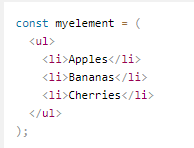 const myelement = (
  <ul>
    <li>Apples</li>
    <li>Bananas</li>
    <li>Cherries</li>
  </ul>
);